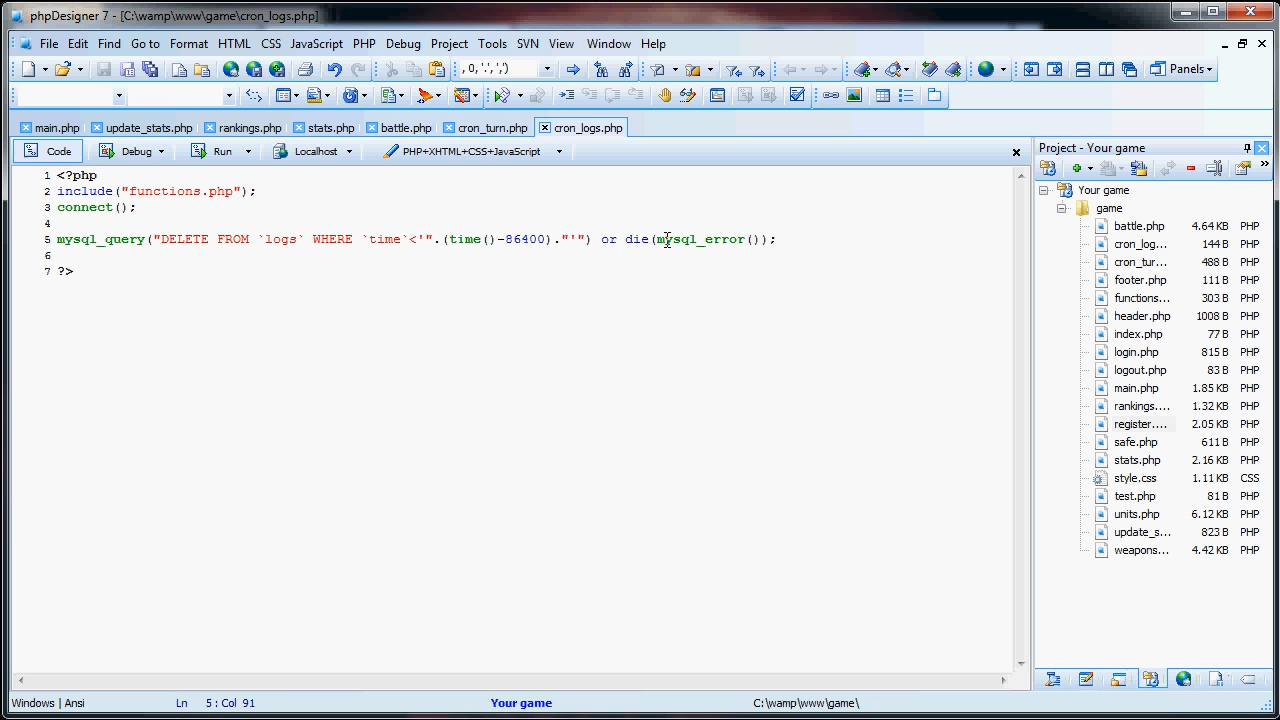 phpDesigner 7 - [C:\wamp\www\game\cron_logs.php]
File Edit Find Go to Format HTML CSS JavaScript PHP Debug Project Tools SVN View Window Help
, 0,'.',',')
Panels
main.php update_stats.php rankings.php stats.php battle.php cron_turn.php cron_logs.php
Code Debug Run Localhost PHP+XHTML+CSS+JavaScript
1 <?php
2 include("functions.php");
3 connect();
4
5 mysql_query("DELETE FROM `logs` WHERE `time`<'".(time()-86400)."'") or die(mysql_error());
6
7 ?>
Project - Your game
Your game
game
battle.php 4.64 KB PHP
cron_log... 144 B PHP
cron_tur... 488 B PHP
footer.php 111 B PHP
functions... 303 B PHP
header.php 1008 B PHP
index.php 77 B PHP
login.php 815 B PHP
logout.php 83 B PHP
main.php 1.85 KB PHP
rankings.... 1.32 KB PHP
register.... 2.05 KB PHP
safe.php 611 B PHP
stats.php 2.16 KB PHP
style.css 1.11 KB CSS
test.php 81 B PHP
units.php 6.12 KB PHP
update_s... 823 B PHP
weapons... 4.42 KB PHP
Windows | Ansi Ln 5 : Col 91 Your game C:\wamp\www\game\